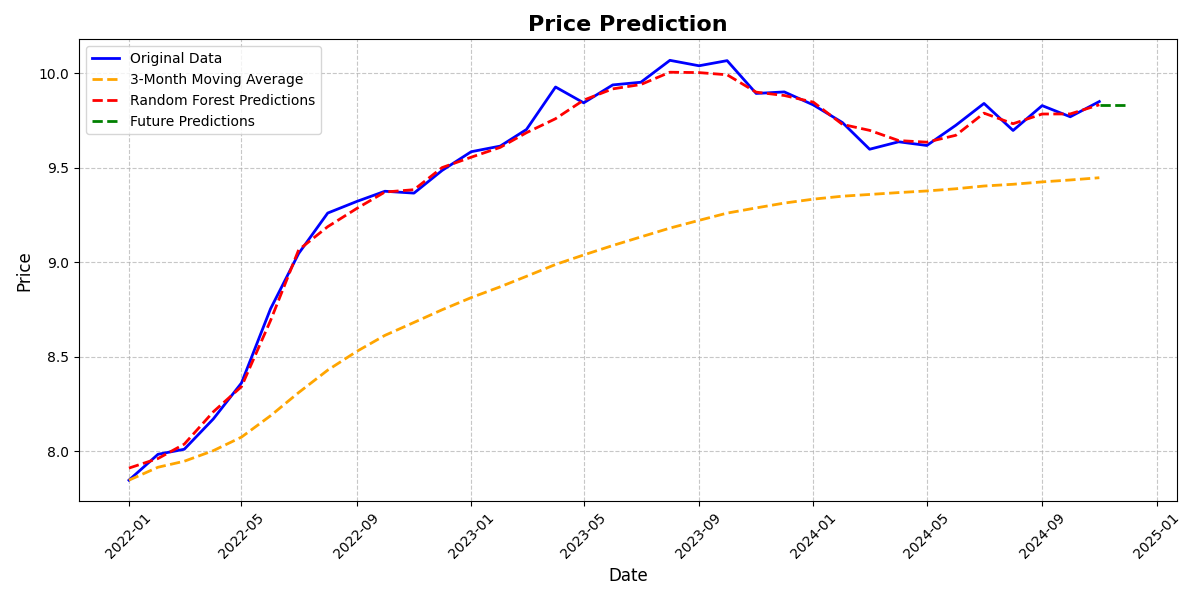 Price Prediction
Original Data
3-Month Moving Average
Random Forest Predictions
Future Predictions
10.0
9.5
9.0
8.5
8.0
Price
2022-01
2022-05
2022-09
2023-01
2023-05
2023-09
2024-01
2024-05
2024-09
2025-01
Date